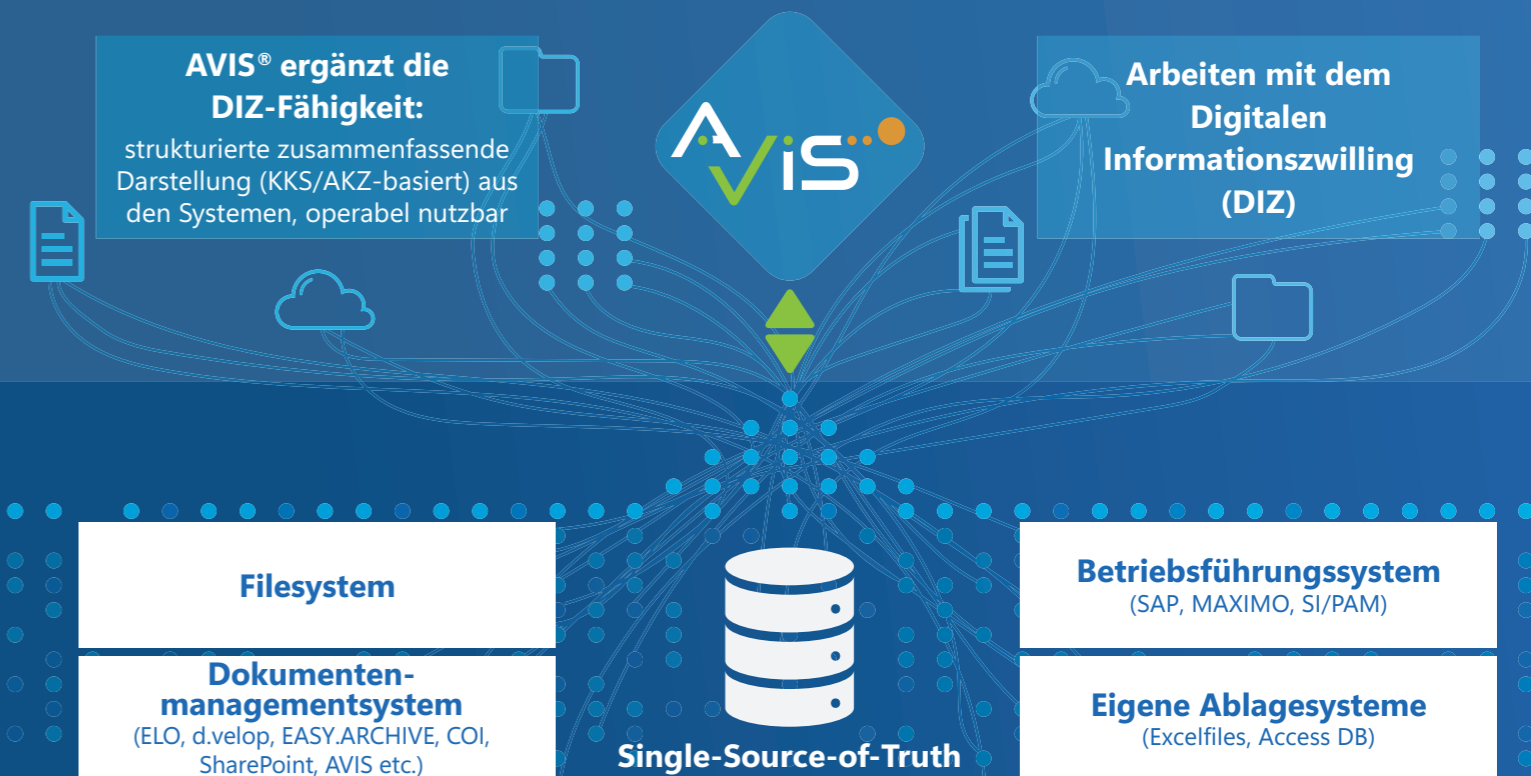 AVIS® ergänzt die
DIZ-Fähigkeit:
strukturierte zusammenfassende
Darstellung (KKS/AKZ-basiert) aus
den Systemen, operabel nutzbar
AViS
Arbeiten mit dem
Digitalen
Informationszwilling
(DIZ)
Filesystem
Dokumenten-
managementsystem
(ELO, d.velop, EASY.ARCHIVE, COI,
SharePoint, AVIS etc.)
Single-Source-of-Truth
Betriebsführungssystem
(SAP, MAXIMO, SI/PAM)
Eigene Ablagesysteme
(Excelfiles, Access DB)